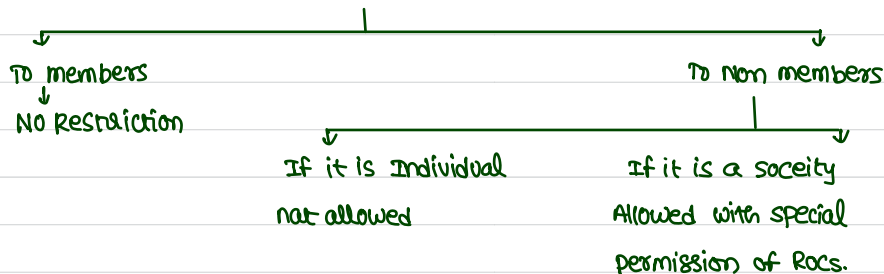 To members
To Non members
No Restriction
If it is Individual
not allowed
If it is a soceity
Allowed with special
permission of ROCS.